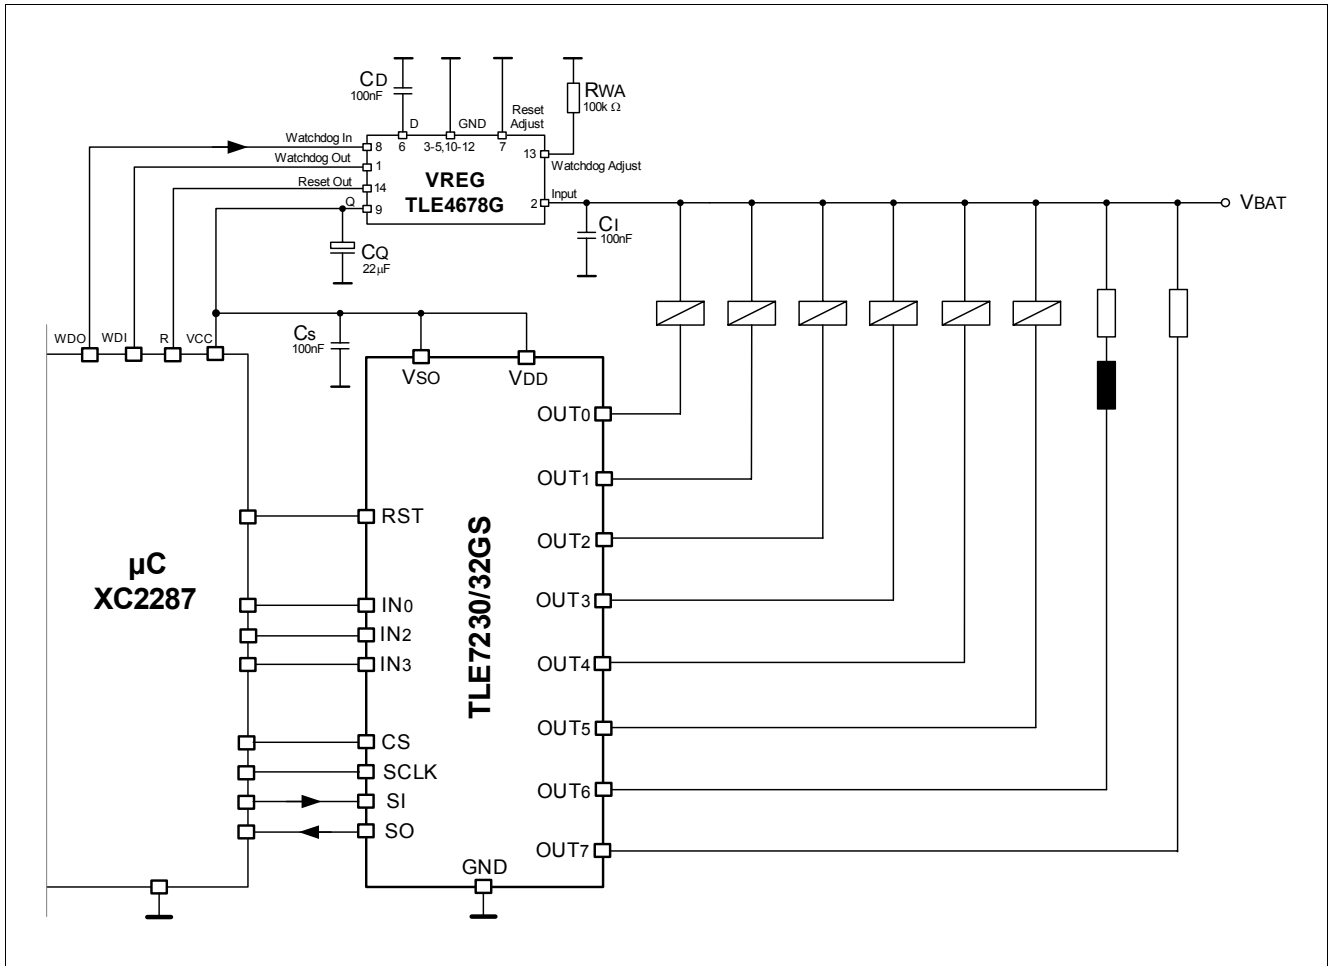 CD
100nF
RWA
100k Ω
D
GND
Reset
Adjust
Watchdog In
8
6
3-5,10-12
7
13
Watchdog Adjust
Watchdog Out
1
VREG
TLE4678G
Reset Out
14
Q
9
2
Input
VBAT
CI
100nF
CQ
22µF
WDO
WDI
R
VCC
Cs
100nF
VSO
VDD
OUT0
OUT1
RST
OUT2
µC
XC2287
TLE7230/32GS
IN0
OUT3
IN2
IN3
OUT4
CS
OUT5
SCLK
SI
OUT6
SO
OUT7
GND